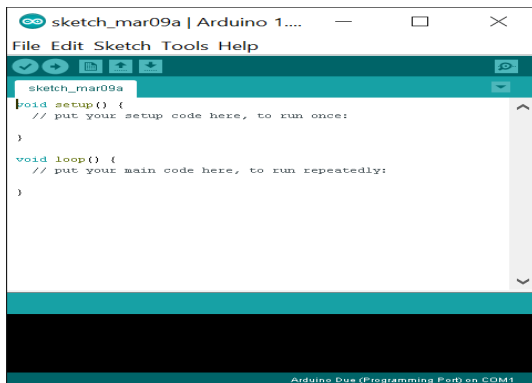 sketch_mar09a | Arduino 1....
File Edit Sketch Tools Help
sketch_mar09a
void setup() {
// put your setup code here, to run once:
}
void loop() {
// put your main code here, to run repeatedly:
}
Arduino Due (Programming Port) on COM1